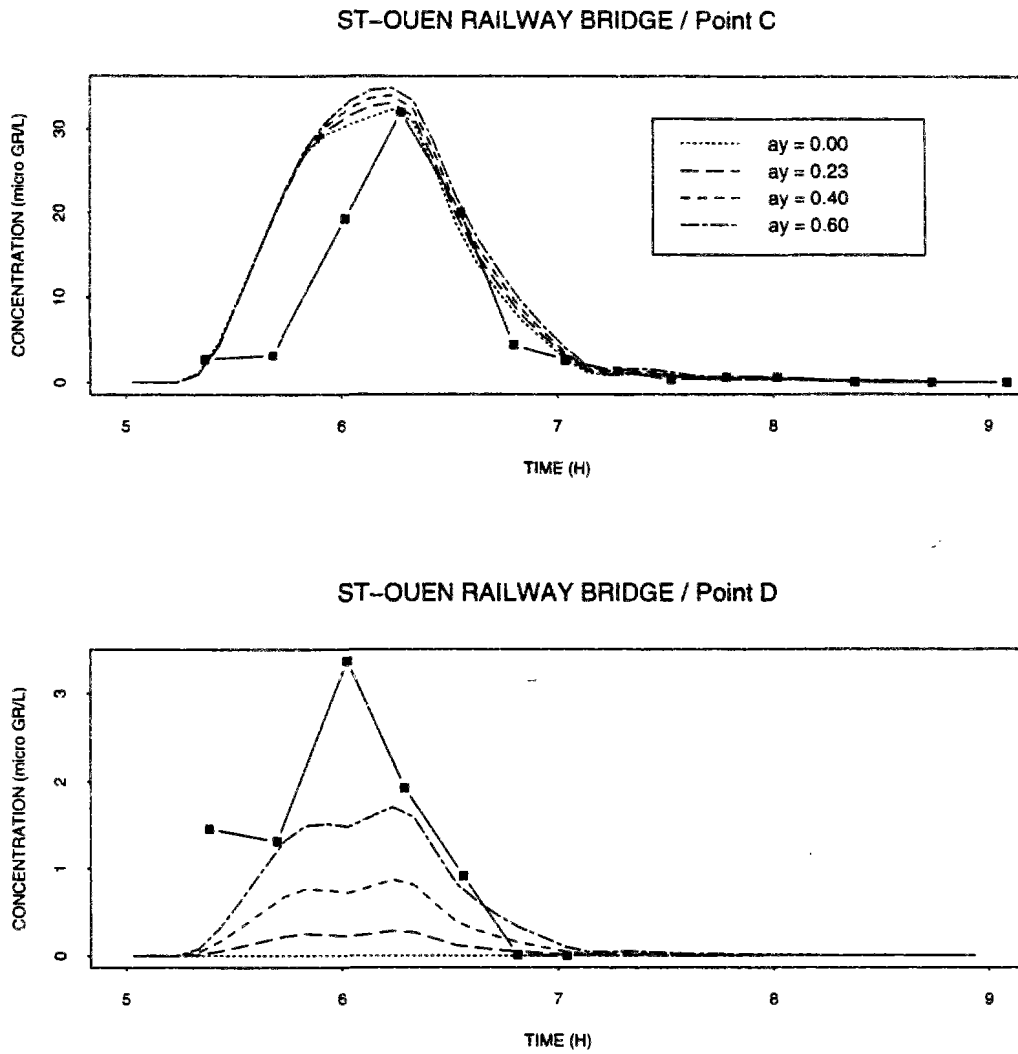 ST-OUEN RAILWAY BRIDGE / Point C
CONCENTRATION (micro GR/L)
30
20
10
0
ay = 0.00
ay = 0.23
ay = 0.40
ay = 0.60
5 6 7 8 9
TIME (H)
ST-OUEN RAILWAY BRIDGE / Point D
CONCENTRATION (micro GR/L)
3
2
1
0
5 6 7 8 9
TIME (H)